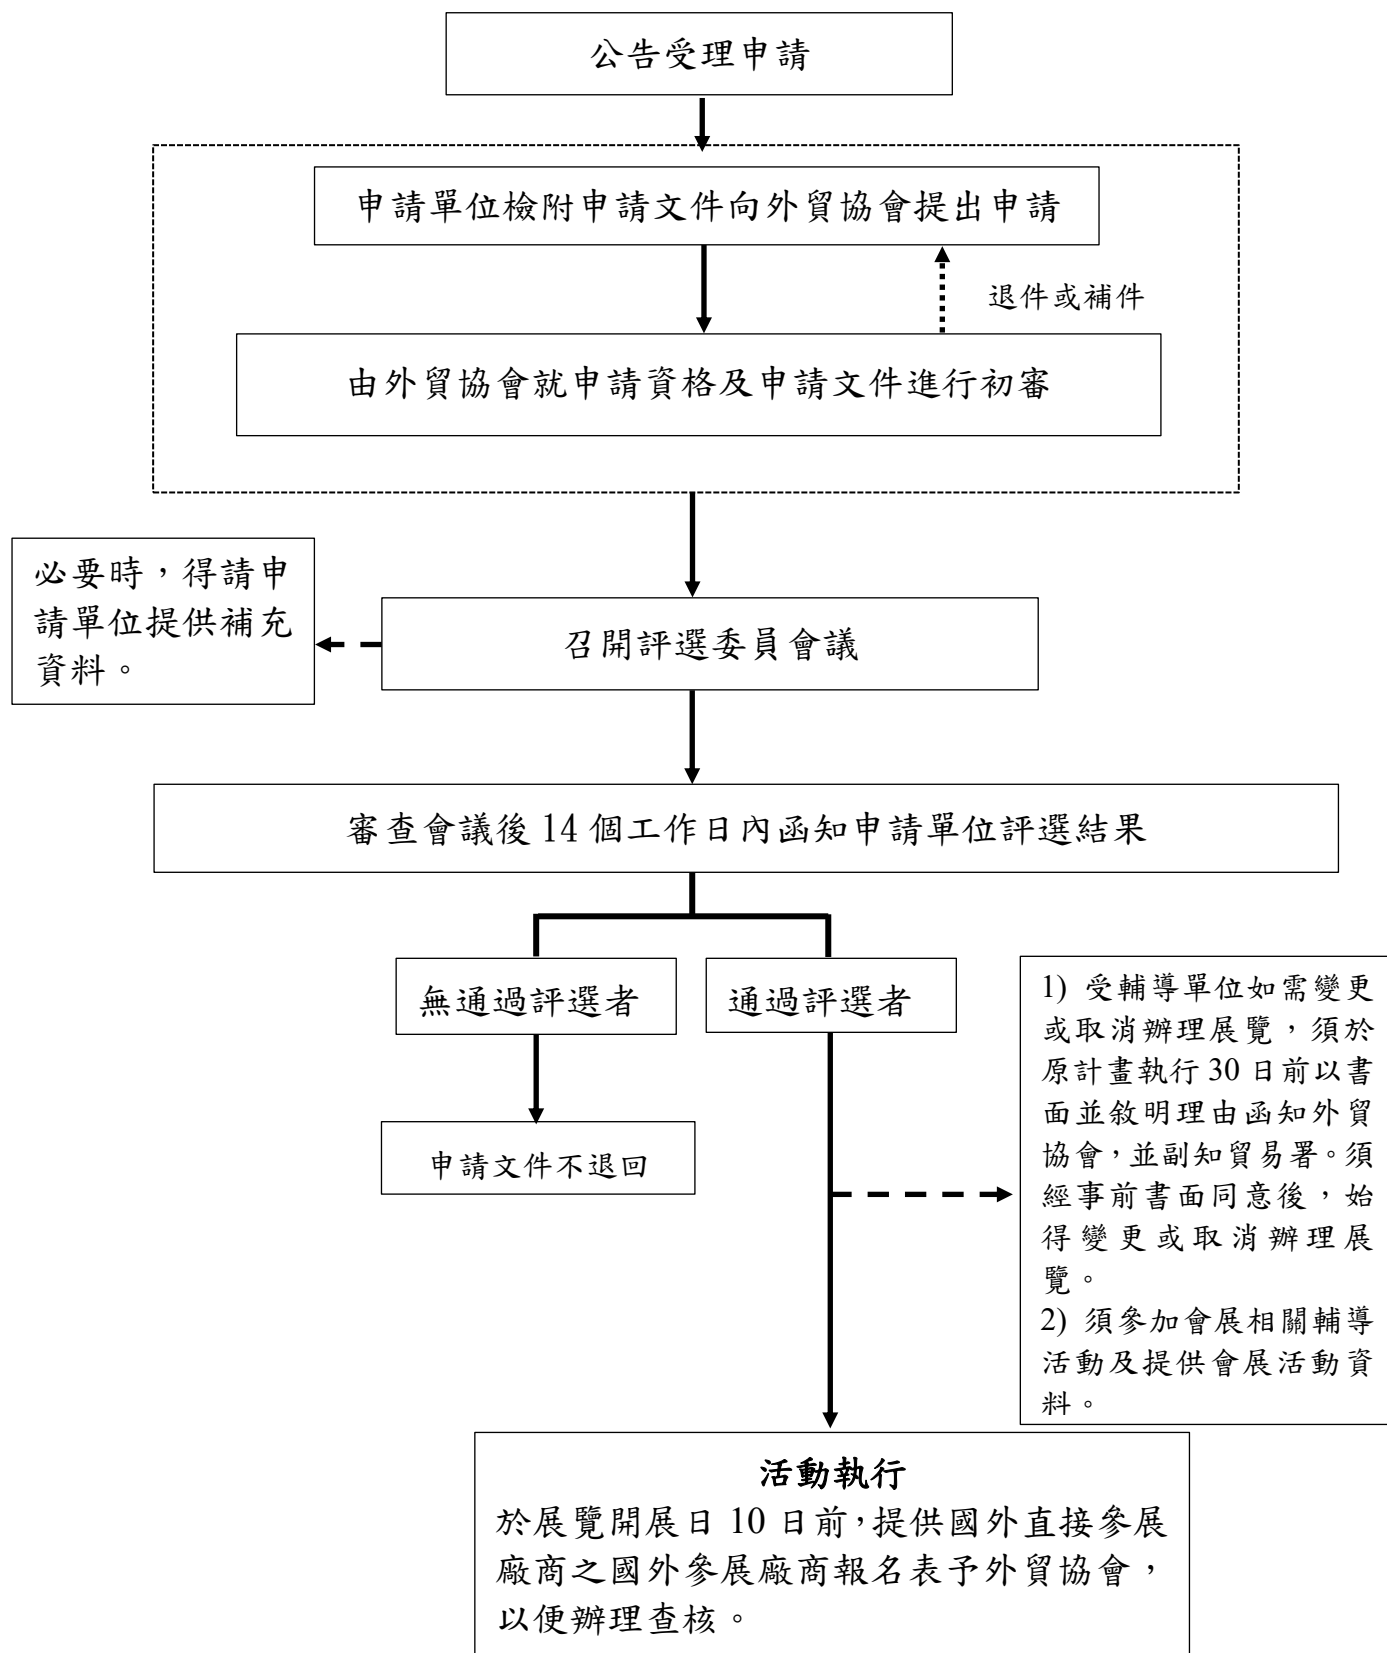 公告受理申請
申請單位檢附申請文件向外貿協會提出申請
退件或補件
由外貿協會就申請資格及申請文件進行初審
必要時，得請申
請單位提供補充
資料。
召開評選委員會議
審查會議後 14 個工作日內函知申請單位評選結果
無通過評選者
通過評選者
申請文件不退回
1) 受輔導單位如需變更
或取消辦理展覽，須於
原計畫執行 30 日前以書
面並敘明理由函知外貿
協會，並副知貿易署。須
經事前書面同意後，始
得變更或取消辦理展
覽。
2) 須參加會展相關輔導
活動及提供會展活動資
料。
活動執行
於展覽開展日 10 日前，提供國外直接參展
廠商之國外參展廠商報名表予外貿協會，
以便辦理查核。